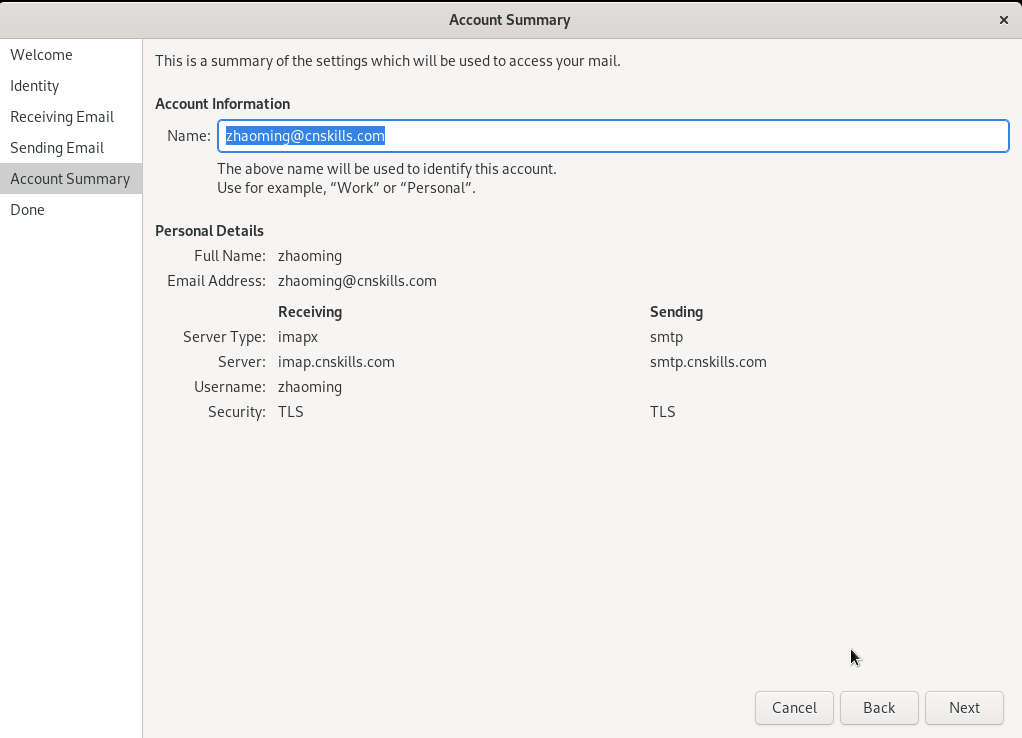 Account Summary
×
Welcome
Identity
Receiving Email
Sending Email
Account Summary
Done
This is a summary of the settings which will be used to access your mail.
Account Information
Name: zhaoming@cnskills.com
The above name will be used to identify this account.
Use for example, “Work” or “Personal”.
Personal Details
Full Name: zhaoming
Email Address: zhaoming@cnskills.com
Receiving Sending
Server Type: imapx smtp
Server: imap.cnskills.com smtp.cnskills.com
Username: zhaoming
Security: TLS TLS
Cancel Back Next